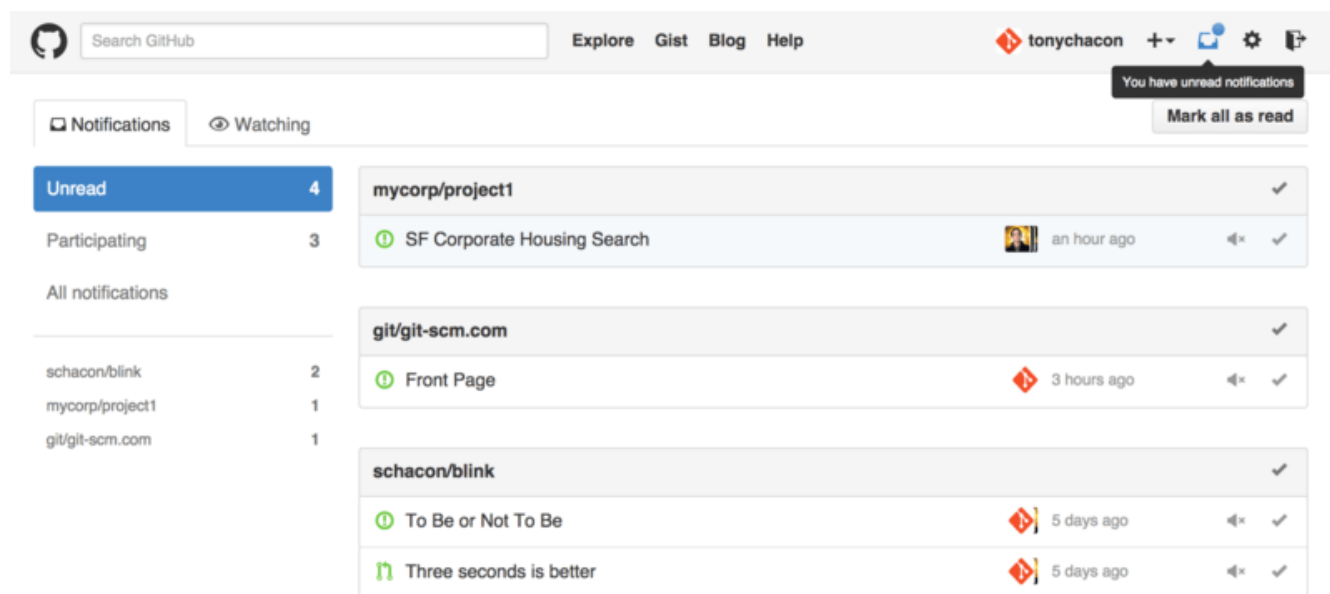 Search GitHub Explore Gist Blog Help tonychacon
You have unread notifications
Notifications Watching Mark all as read
Unread 4
Participating 3
All notifications
schacon/blink 2
mycorp/project1 1
git/git-scm.com 1
mycorp/project1
SF Corporate Housing Search an hour ago
git/git-scm.com
Front Page 3 hours ago
schacon/blink
To Be or Not To Be 5 days ago
Three seconds is better 5 days ago